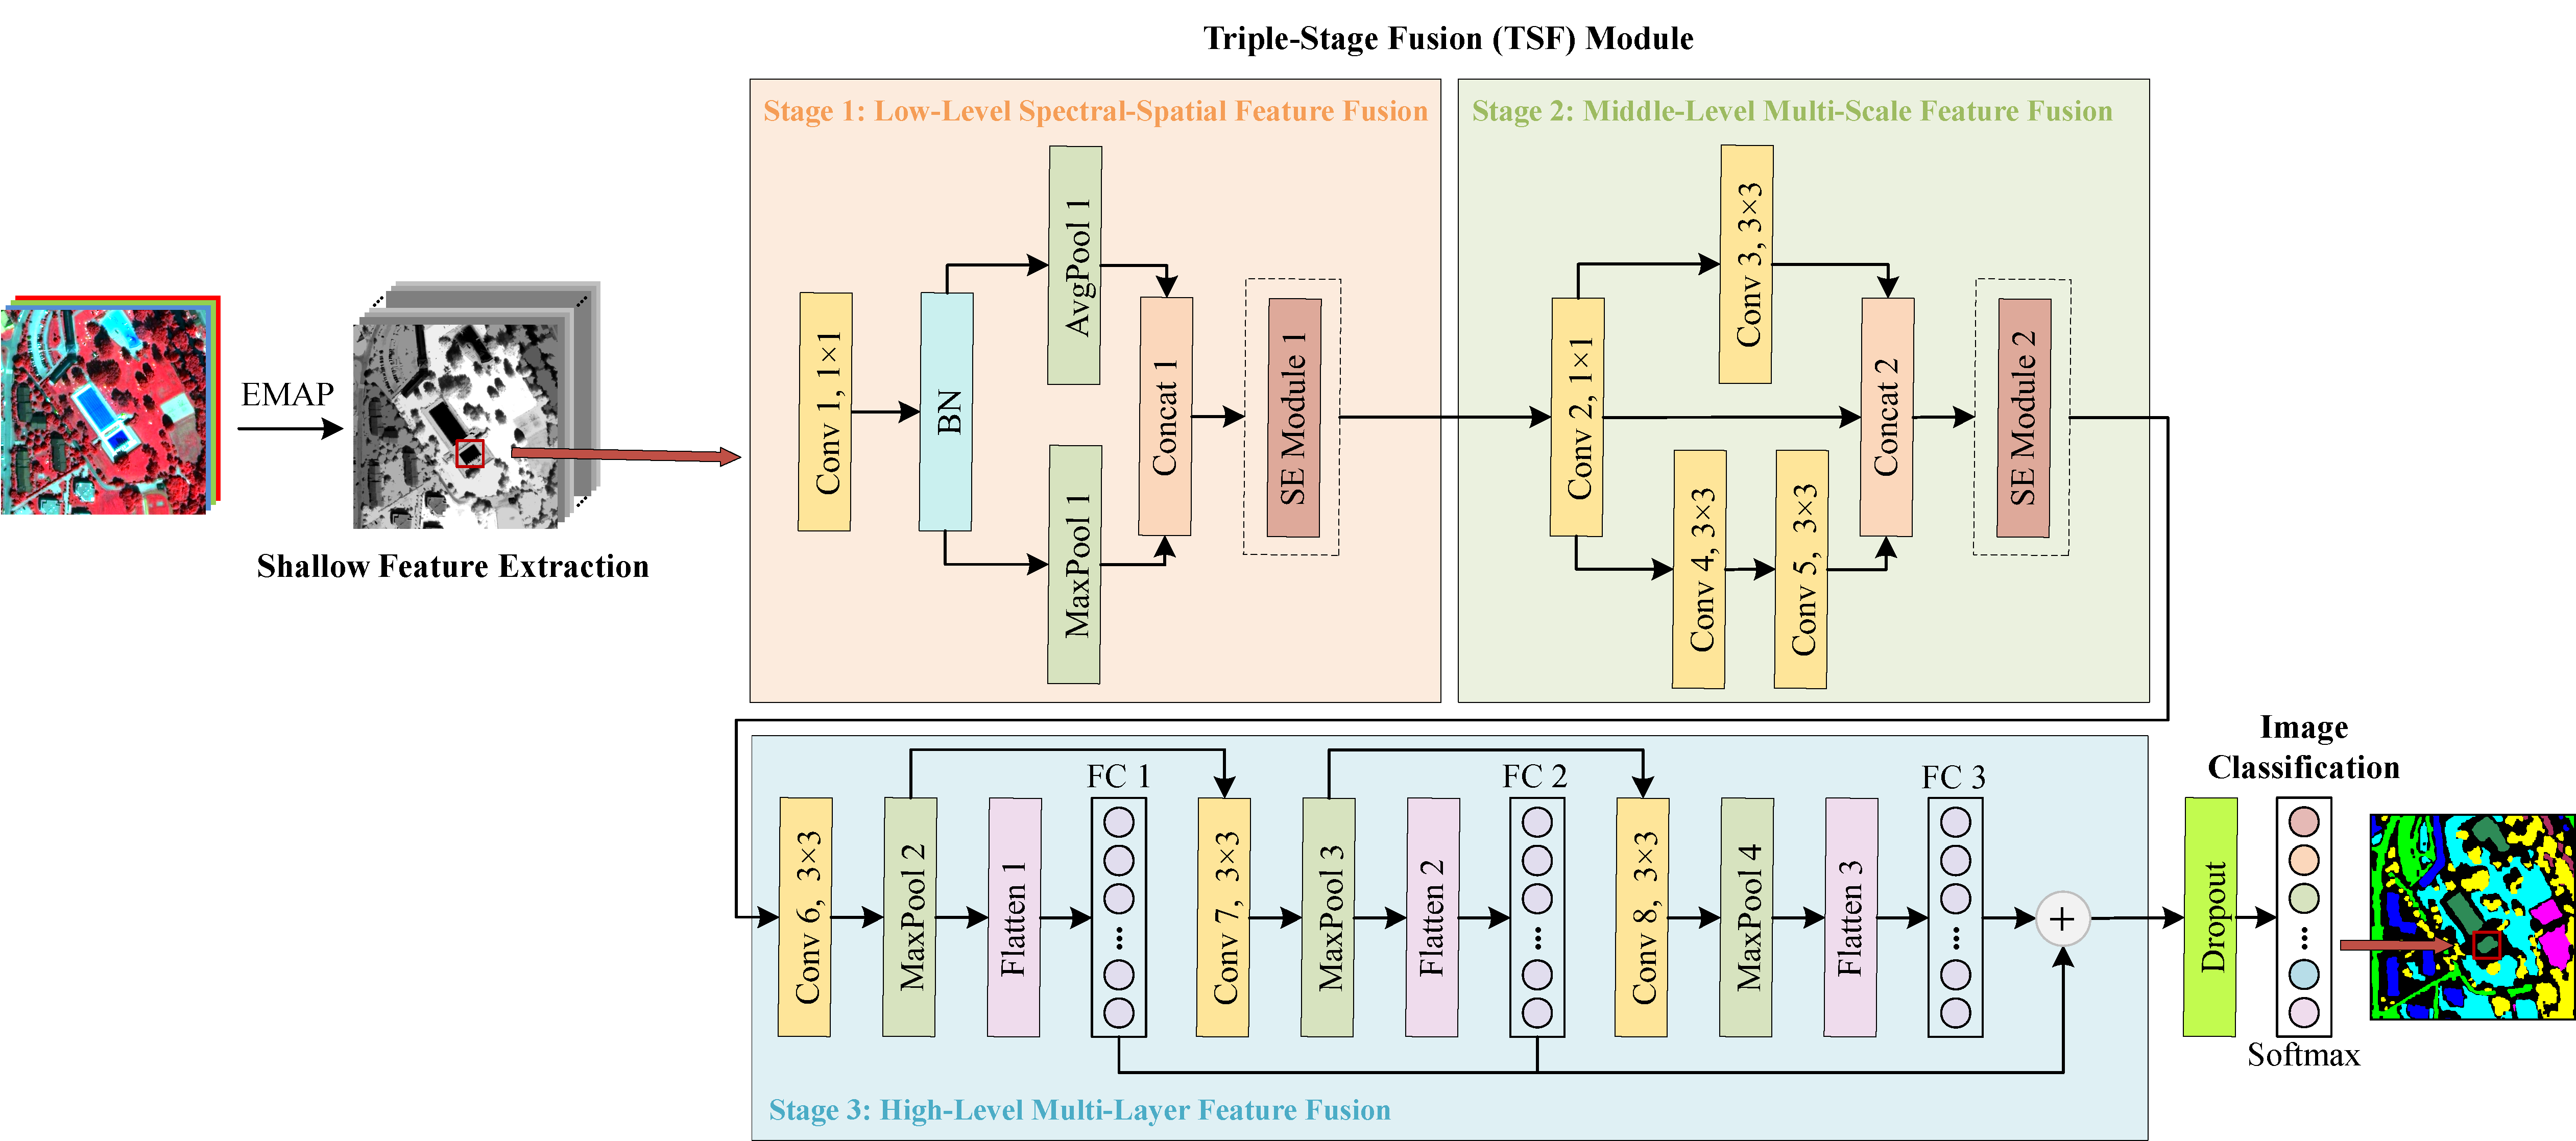 Triple-Stage Fusion (TSF) Module
Stage 1: Low-Level Spectral-Spatial Feature Fusion
Stage 2: Middle-Level Multi-Scale Feature Fusion
EMAP
Shallow Feature Extraction
Conv 1, 1×1
BN
AvgPool 1
MaxPool 1
Concat 1
SE Module 1
Conv 2, 1×1
Conv 3, 3×3
Conv 4, 3×3
Conv 5, 3×3
Concat 2
SE Module 2
Conv 6, 3×3
MaxPool 2
Flatten 1
FC 1
...
Conv 7, 3×3
MaxPool 3
Flatten 2
FC 2
...
Conv 8, 3×3
MaxPool 4
Flatten 3
FC 3
...
+
Stage 3: High-Level Multi-Layer Feature Fusion
Image
Classification
Dropout
...
Softmax